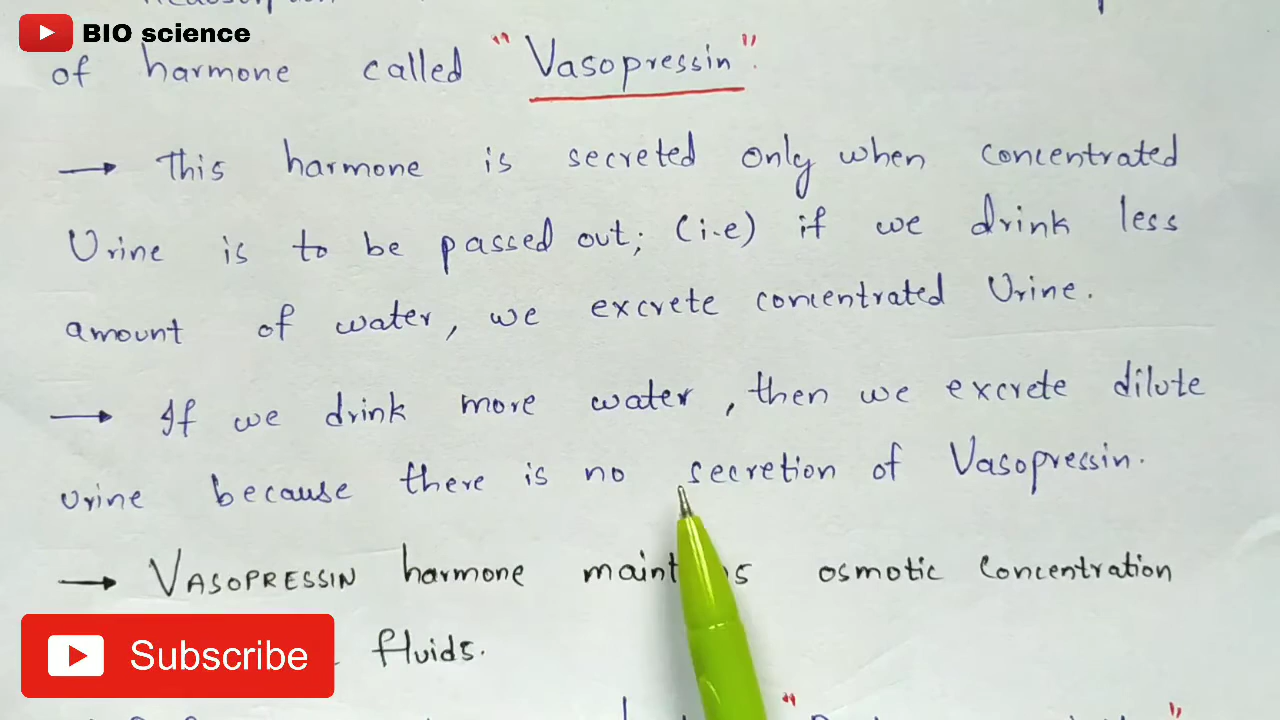 BIO science
of harmone called "Vasopressin".
→ This harmone is secreted only when concentrated
Urine is to be passed out; (i.e) if we drink less
amount of water, we excrete concentrated Urine.
→ If we drink more water, then we excrete dilute
urine because there is no secretion of Vasopressin.
→ VASOPRESSIN harmone osmotic concentration
Subscribe fluids.